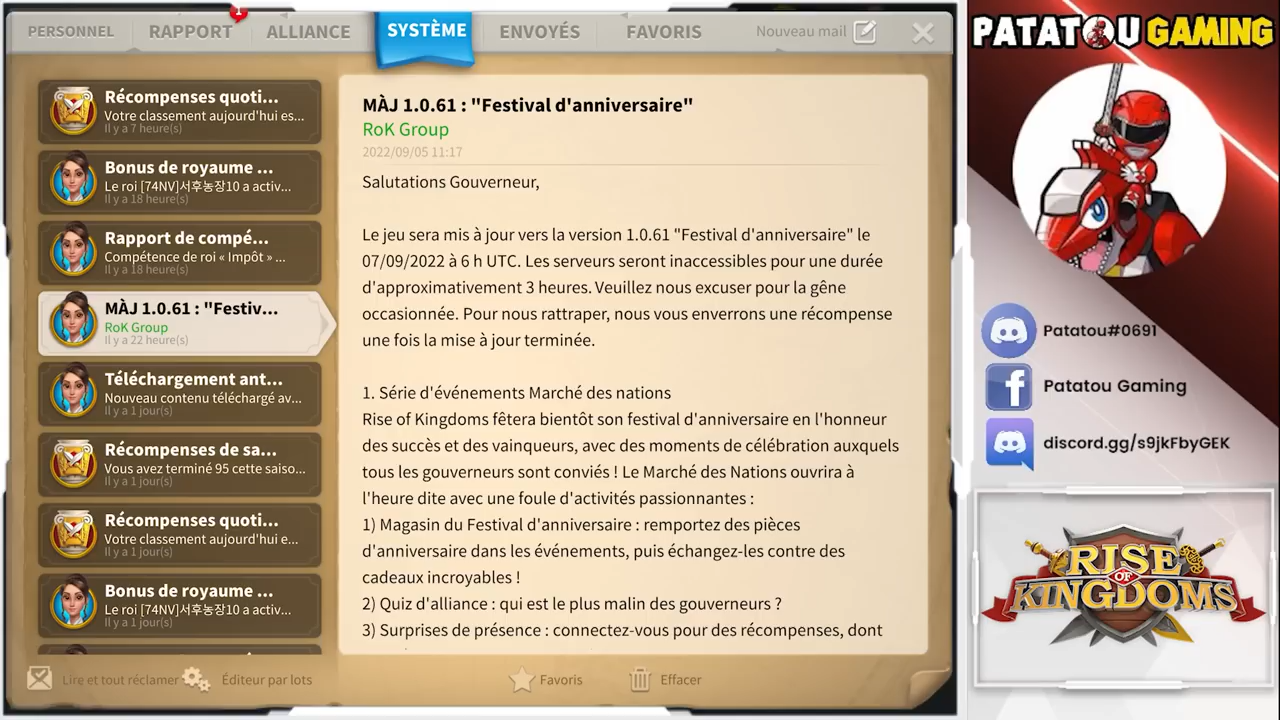 PERSONNEL
RAPPORT
1
ALLIANCE
SYSTÈME
ENVOYÉS
FAVORIS
Nouveau mail
Récompenses quoti...
Votre classement aujourd'hui es...
Il y a 7 heure(s)
Bonus de royaume ...
Le roi [74NV]서후농장10 a activ...
Il y a 18 heure(s)
Rapport de compé...
Compétence de roi « Impôt » ...
Il y a 18 heure(s)
MÀJ 1.0.61 : "Festiv...
RoK Group
Il y a 22 heure(s)
Téléchargement ant...
Nouveau contenu téléchargé av...
Il y a 1 jour(s)
Récompenses de sa...
Vous avez terminé 95 cette saiso...
Il y a 1 jour(s)
Récompenses quoti...
Votre classement aujourd'hui e...
Il y a 1 jour(s)
Bonus de royaume ...
Le roi [74NV]서후농장10 a activ...
Il y a 1 jour(s)
MÀJ 1.0.61 : "Festival d'anniversaire"
RoK Group
2022/09/05 11:17
Salutations Gouverneur,
Le jeu sera mis à jour vers la version 1.0.61 "Festival d'anniversaire" le
07/09/2022 à 6 h UTC. Les serveurs seront inaccessibles pour une durée
d'approximativement 3 heures. Veuillez nous excuser pour la gêne
occasionnée. Pour nous rattraper, nous vous enverrons une récompense
une fois la mise à jour terminée.
1. Série d'événements Marché des nations
Rise of Kingdoms fêtera bientôt son festival d'anniversaire en l'honneur
des succès et des vainqueurs, avec des moments de célébration auxquels
tous les gouverneurs sont conviés ! Le Marché des Nations ouvrira à
l'heure dite avec une foule d'activités passionnantes :
1) Magasin du Festival d'anniversaire : remportez des pièces
d'anniversaire dans les événements, puis échangez-les contre des
cadeaux incroyables !
2) Quiz d'alliance : qui est le plus malin des gouverneurs ?
3) Surprises de présence : connectez-vous pour des récompenses, dont
Lire et tout réclamer
Éditeur par lots
Favoris
Effacer
PATATOU GAMING
Patatou#0691
Patatou Gaming
discord.gg/s9jkFbyGEK
RISE
OF
KINGDOMS